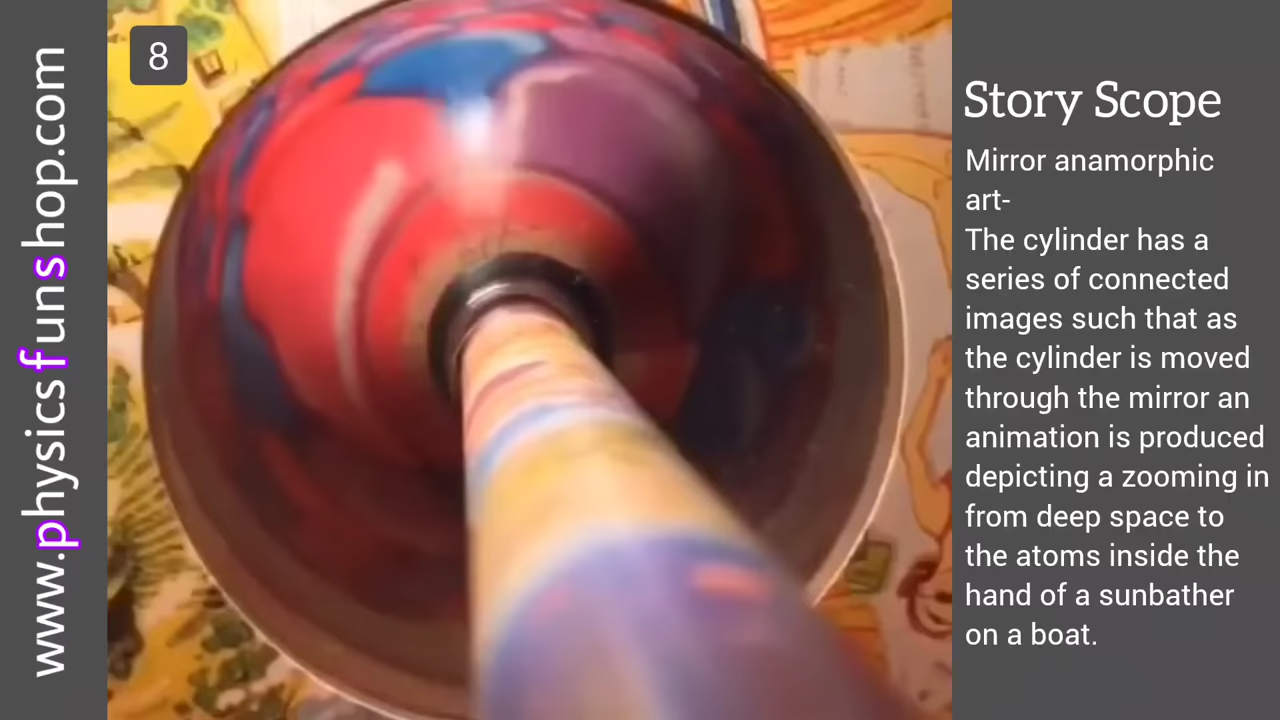 www.physicsfunshop.com
8
Story Scope
Mirror anamorphic
art-
The cylinder has a
series of connected
images such that as
the cylinder is moved
through the mirror an
animation is produced
depicting a zooming in
from deep space to
the atoms inside the
hand of a sunbather
on a boat.